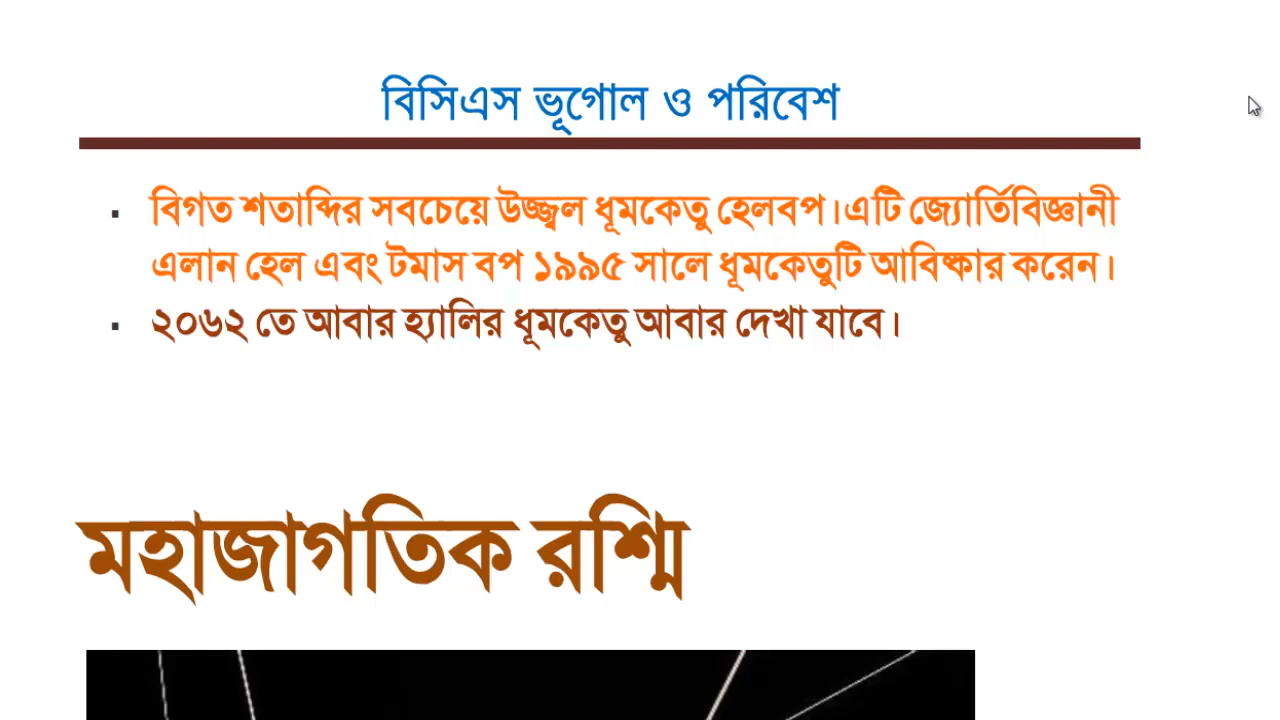 বিসিএস ভূগোল ও পরিবেশ
▪ বিগত শতাব্দির সবচেয়ে উজ্জ্বল ধূমকেতু হেলবপ।এটি জ্যোর্তিবিজ্ঞানী
এলান হেল এবং টমাস বপ ১৯৯৫ সালে ধূমকেতুটি আবিষ্কার করেন।
▪ ২০৬২ তে আবার হ্যালির ধূমকেতু আবার দেখা যাবে।
মহাজাগতিক রশ্মি